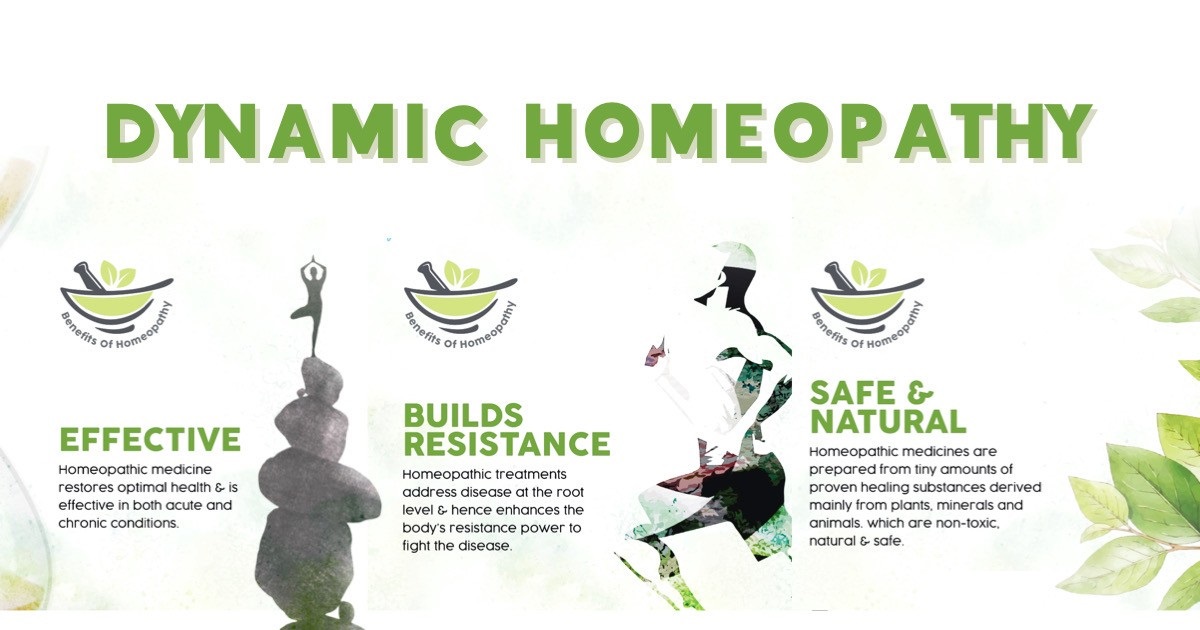 DYNAMIC HOMEOPATHY
Benefits Of Homeopathy
EFFECTIVE
Homeopathic medicine
restores optimal health & is
effective in both acute and
chronic conditions.
Benefits Of Homeopathy
BUILDS
RESISTANCE
Homeopathic treatments
address disease at the root
level & hence enhances the
body's resistance power to
fight the disease.
Benefits Of Homeopathy
SAFE &
NATURAL
Homeopathic medicines are
prepared from tiny amounts of
proven healing substances derived
mainly from plants, minerals and
animals. which are non-toxic,
natural & safe.